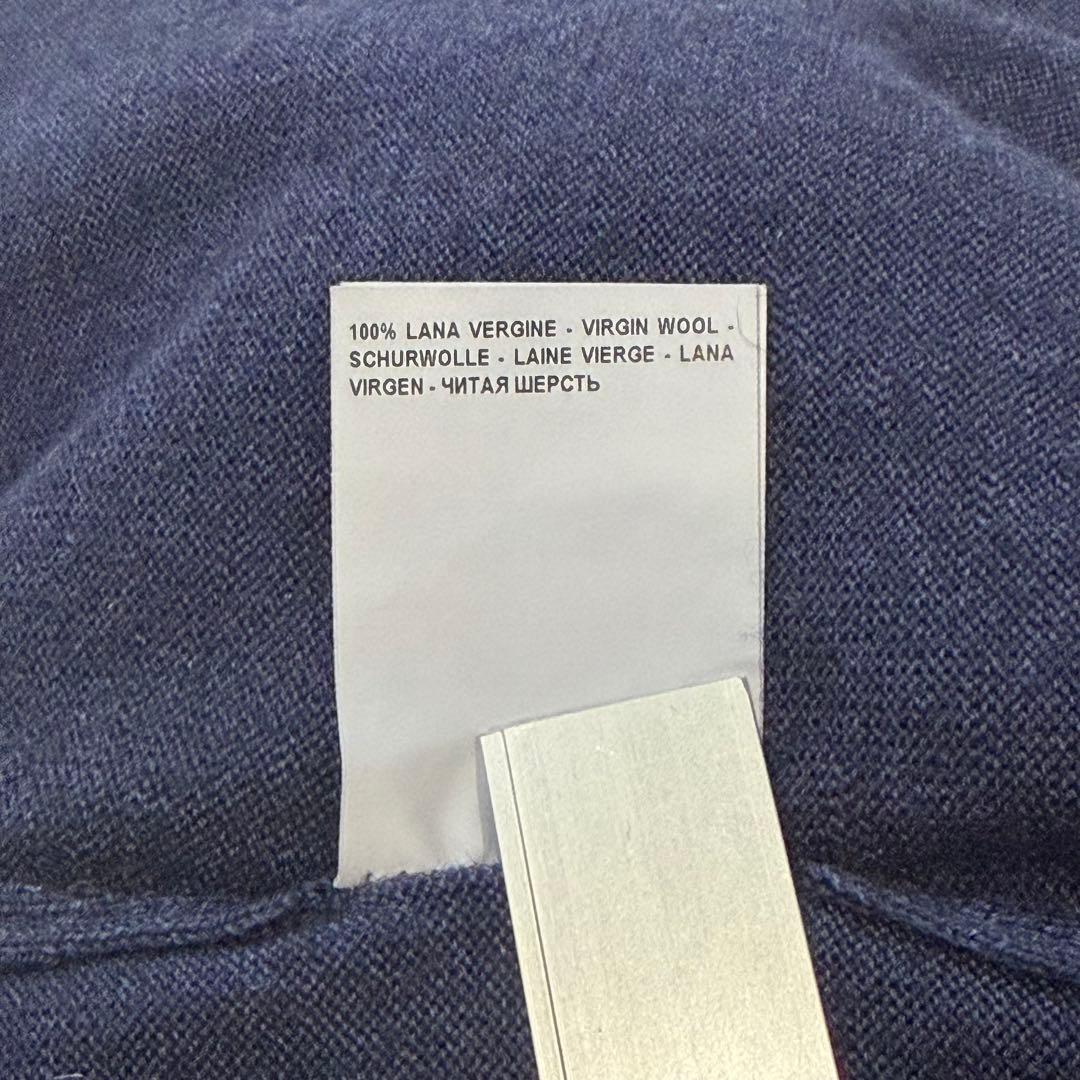 100% LANA VERGINE - VIRGIN WOOL -
SCHURWOLLE - LAINE VIERGE - LANA
VIRGEN - ЧИТАЯ ШЕРСТЬ